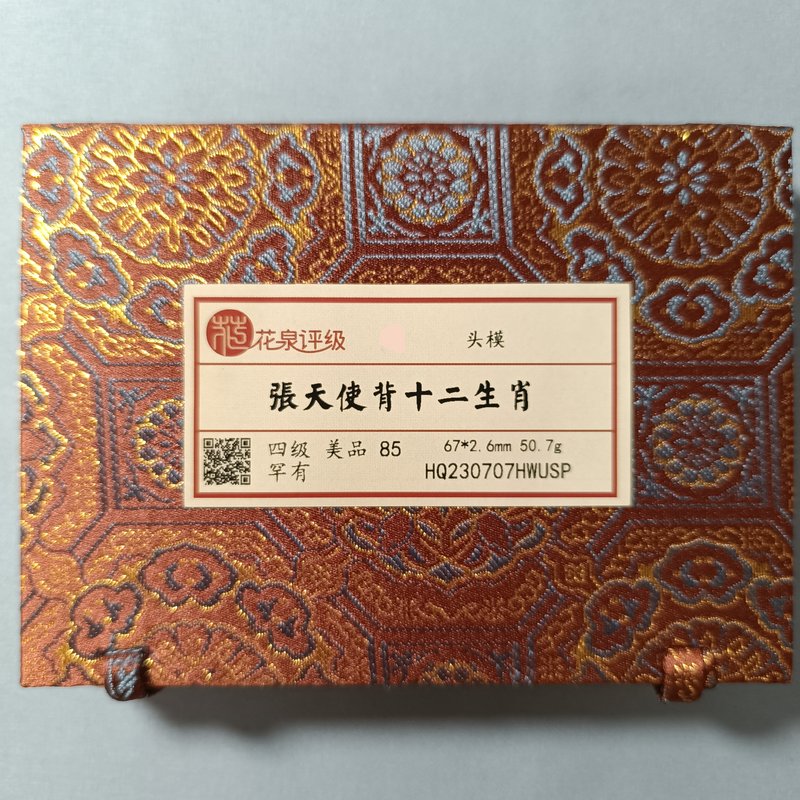 花泉评级 头模
張天使背十二生肖
四级 美品 85 67*2.6mm 50.7g
罕有 HQ230707HWUSP